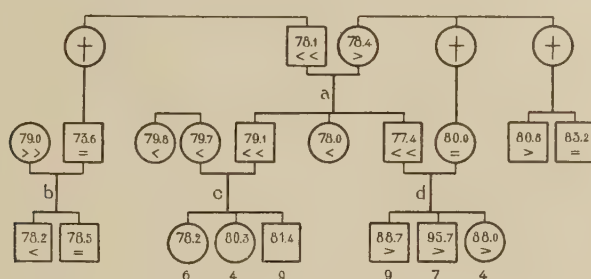 78.1 78.4
<< >
a
79.0 73.6 79.8 79.7 79.1 78.0 77.4 80.9 80.8 83.2
>> = < < << < << = > =
b c d
78.2 78.5 78.2 80.3 81.4 88.7 95.7 88.0
< = > > >
6 4 9 9 7 4